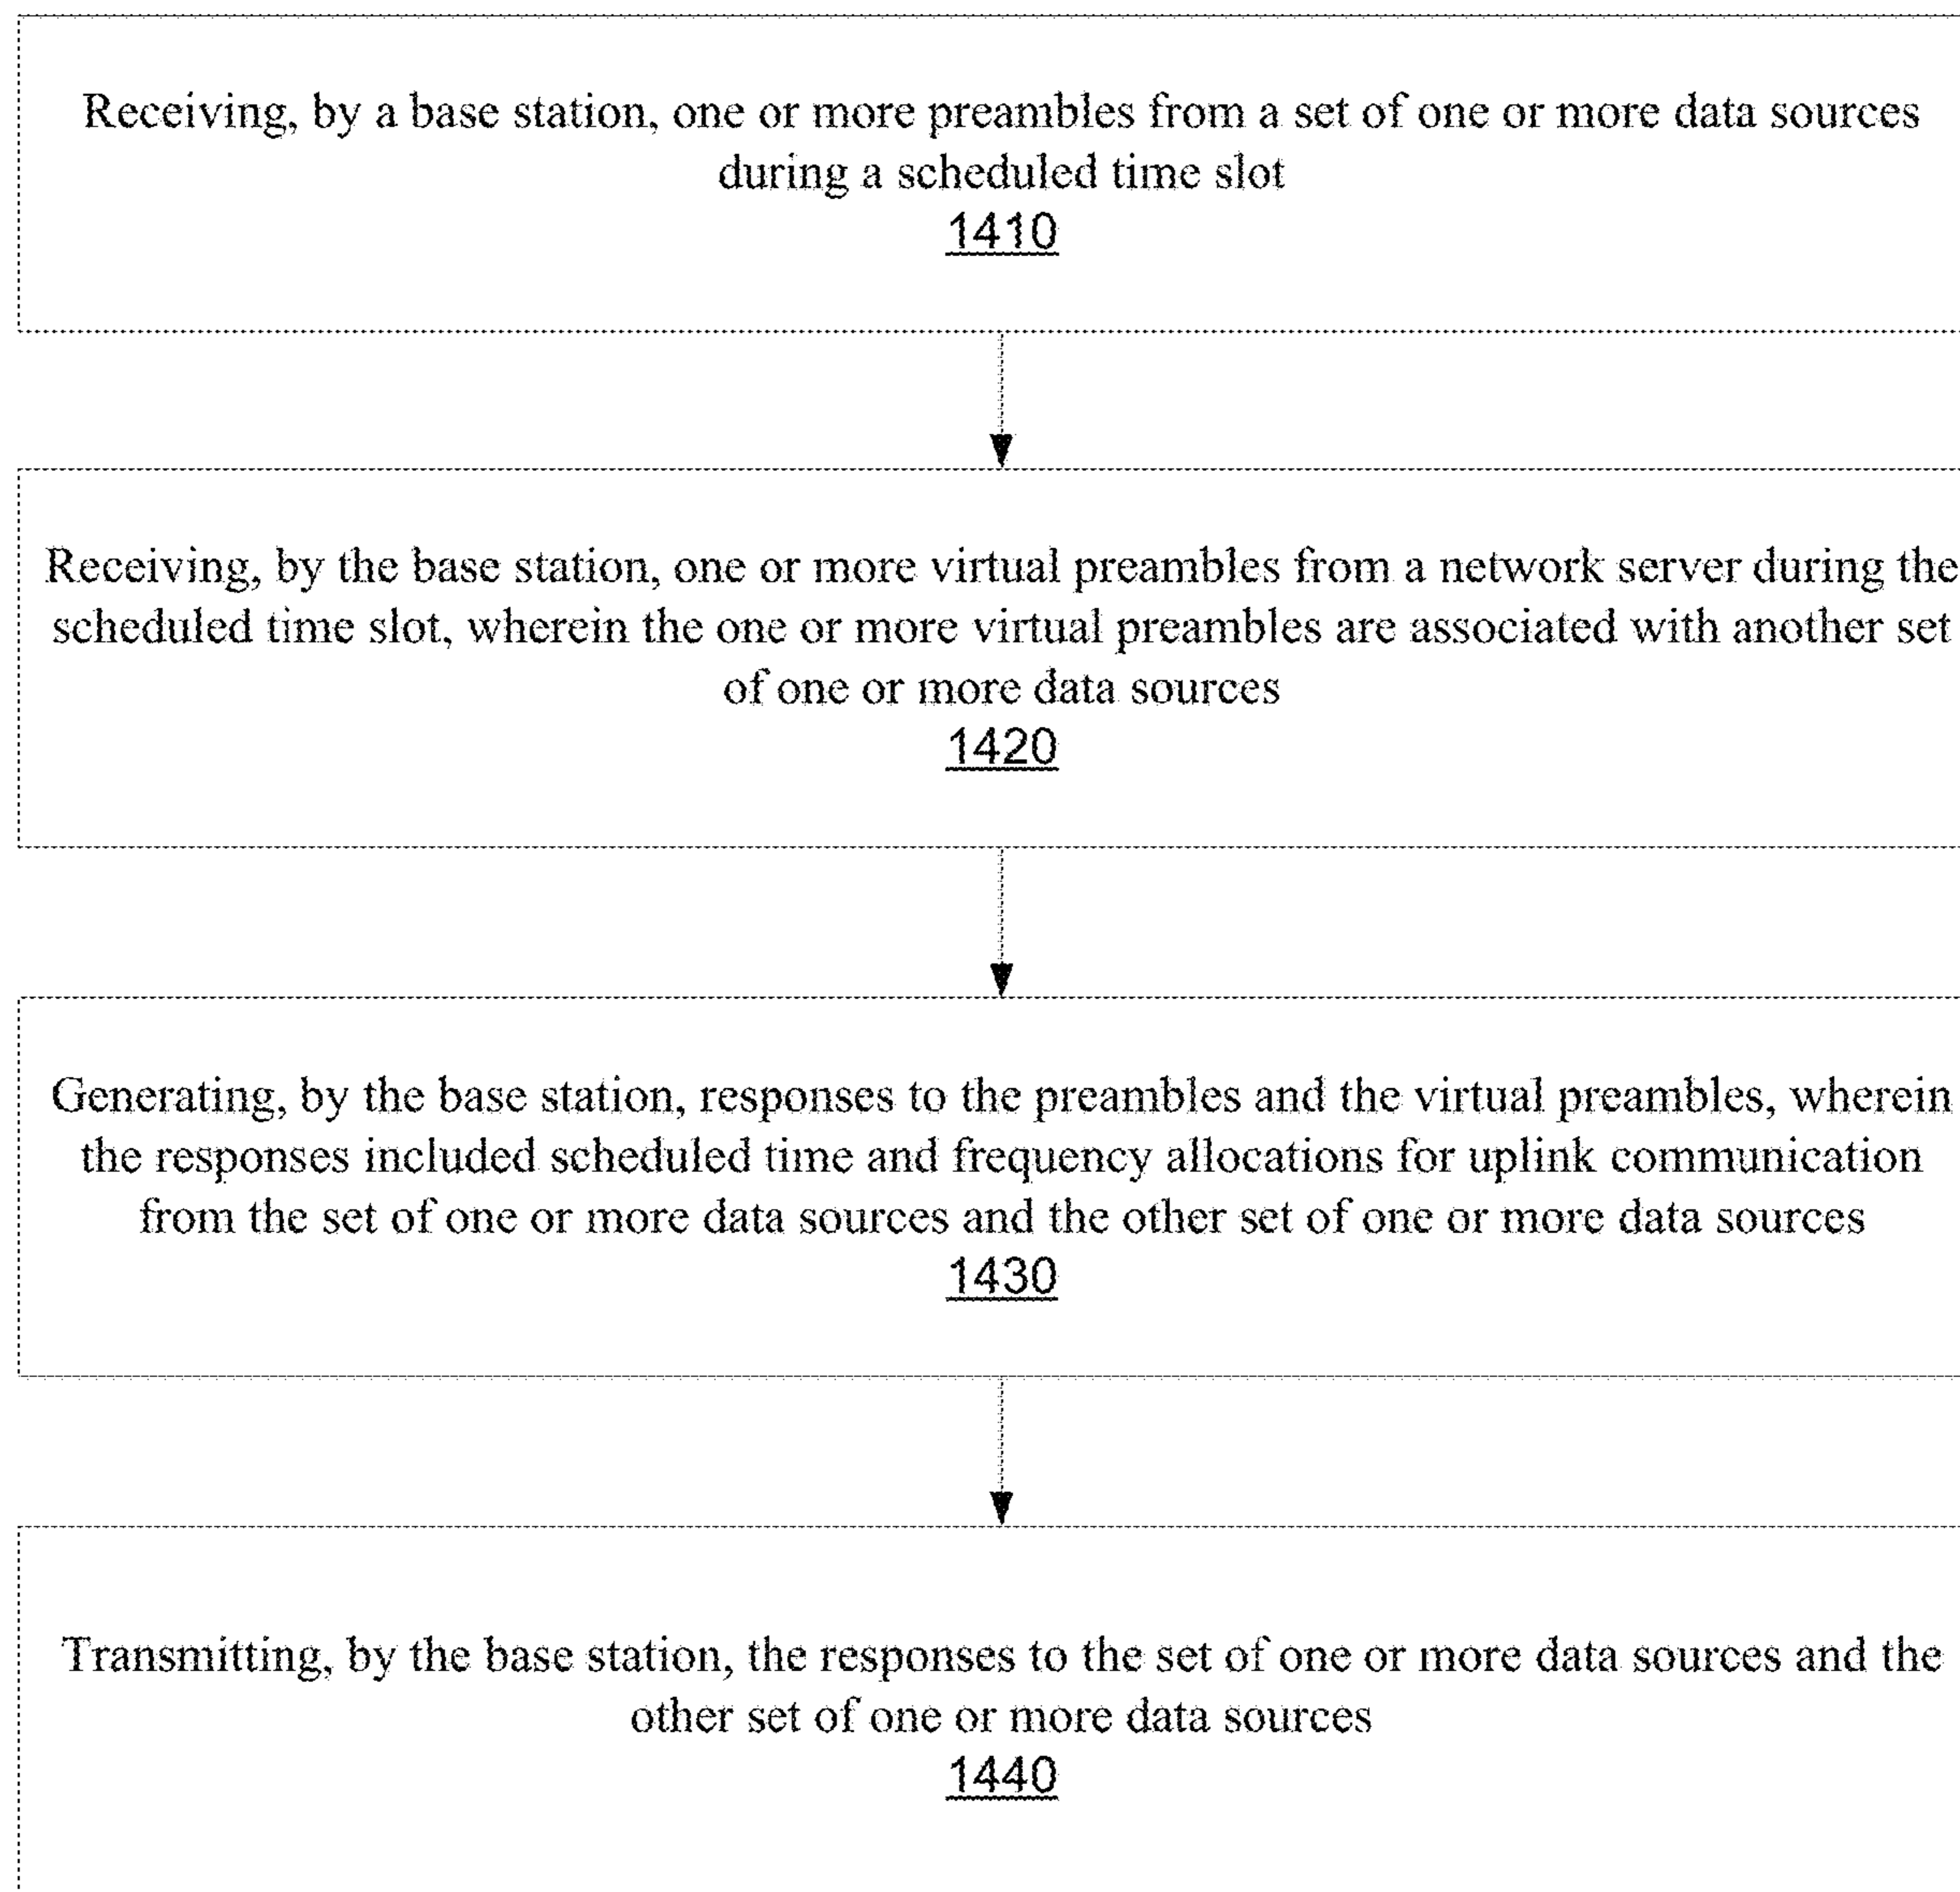 Receiving, by a base station, one or more preambles from a set of one or more data sources
during a scheduled time slot
1410
Receiving, by the base station, one or more virtual preambles from a network server during the
scheduled time slot, wherein the one or more virtual preambles are associated with another set
of one or more data sources
1420
Generating, by the base station, responses to the preambles and the virtual preambles, wherein
the responses included scheduled time and frequency allocations for uplink communication
from the set of one or more data sources and the other set of one or more data sources
1430
Transmitting, by the base station, the responses to the set of one or more data sources and the
other set of one or more data sources
1440